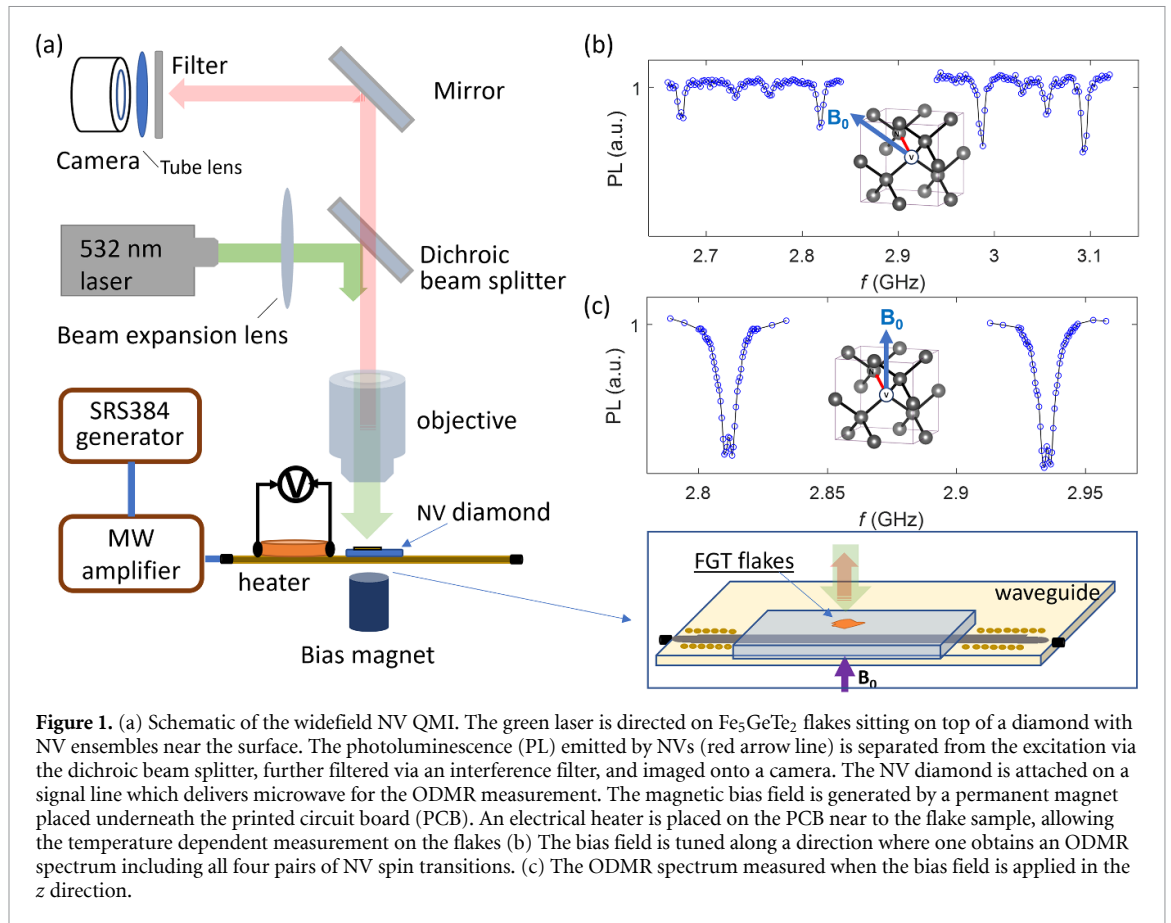 (a)
Filter
Mirror
Camera
Tube lens
532 nm
laser
Dichroic
beam splitter
Beam expansion lens
SRS384
generator
objective
V
NV diamond
MW
amplifier
heater
Bias magnet
(b)
PL (a.u.)
1
B₀
N
V
2.7 2.8 2.9 3 3.1
f (GHz)
(c)
PL (a.u.)
1
B₀
N
V
2.8 2.85 2.9 2.95
f (GHz)
FGT flakes
waveguide
B₀
Figure 1. (a) Schematic of the widefield NV QMI. The green laser is directed on Fe₅GeTe₂ flakes sitting on top of a diamond with
NV ensembles near the surface. The photoluminescence (PL) emitted by NVs (red arrow line) is separated from the excitation via
the dichroic beam splitter, further filtered via an interference filter, and imaged onto a camera. The NV diamond is attached on a
signal line which delivers microwave for the ODMR measurement. The magnetic bias field is generated by a permanent magnet
placed underneath the printed circuit board (PCB). An electrical heater is placed on the PCB near to the flake sample, allowing
the temperature dependent measurement on the flakes (b) The bias field is tuned along a direction where one obtains an ODMR
spectrum including all four pairs of NV spin transitions. (c) The ODMR spectrum measured when the bias field is applied in the
z direction.